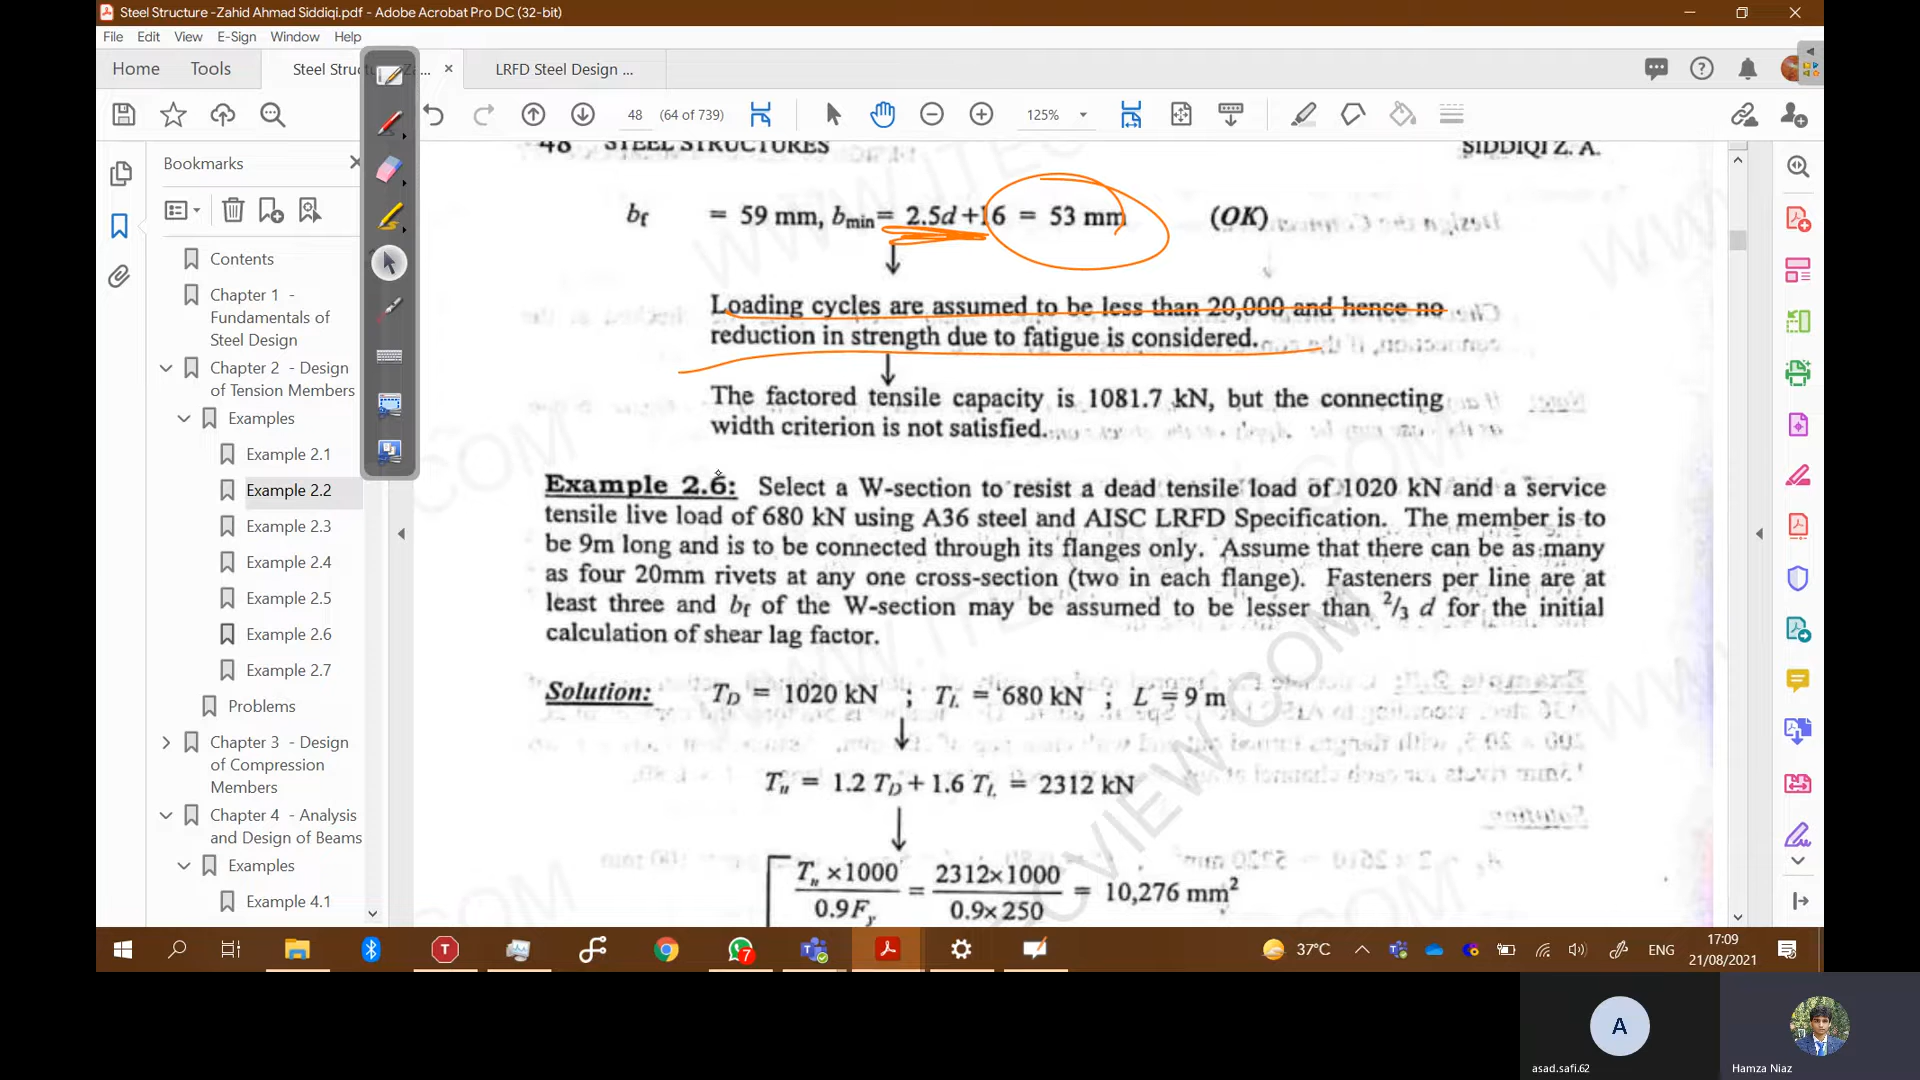 Steel Structure -Zahid Ahmad Siddiqi.pdf - Adobe Acrobat Pro DC (32-bit)
File Edit View E-Sign Window Help
Home Tools Steel Struct ... LRFD Steel Design ...
48 (64 of 739) 125%
Bookmarks
Contents
Chapter 1 -
Fundamentals of
Steel Design
Chapter 2 - Design
of Tension Members
Examples
Example 2.1
Example 2.2
Example 2.3
Example 2.4
Example 2.5
Example 2.6
Example 2.7
Problems
Chapter 3 - Design
of Compression
Members
Chapter 4 - Analysis
and Design of Beams
Examples
Example 4.1
48 STEEL STRUCTURES SIDDIQI Z. A.
bf = 59 mm, bmin= 2.5d +16 = 53 mm (OK)
Loading cycles are assumed to be less than 20,000 and hence no
reduction in strength due to fatigue is considered.
The factored tensile capacity is 1081.7 kN, but the connecting
width criterion is not satisfied.
Example 2.6: Select a W-section to resist a dead tensile load of 1020 kN and a service
tensile live load of 680 kN using A36 steel and AISC LRFD Specification. The member is to
be 9m long and is to be connected through its flanges only. Assume that there can be as many
as four 20mm rivets at any one cross-section (two in each flange). Fasteners per line are at
least three and bf of the W-section may be assumed to be lesser than 2/3 d for the initial
calculation of shear lag factor.
Solution: TD = 1020 kN ; TL = 680 kN ; L = 9 m
Tu = 1.2 TD + 1.6 TL = 2312 kN
Tu ×1000 / 0.9Fy = 2312×1000 / 0.9×250 = 10,276 mm²
37°C ENG 17:09
21/08/2021
A
asad.safi.62 Hamza Niaz